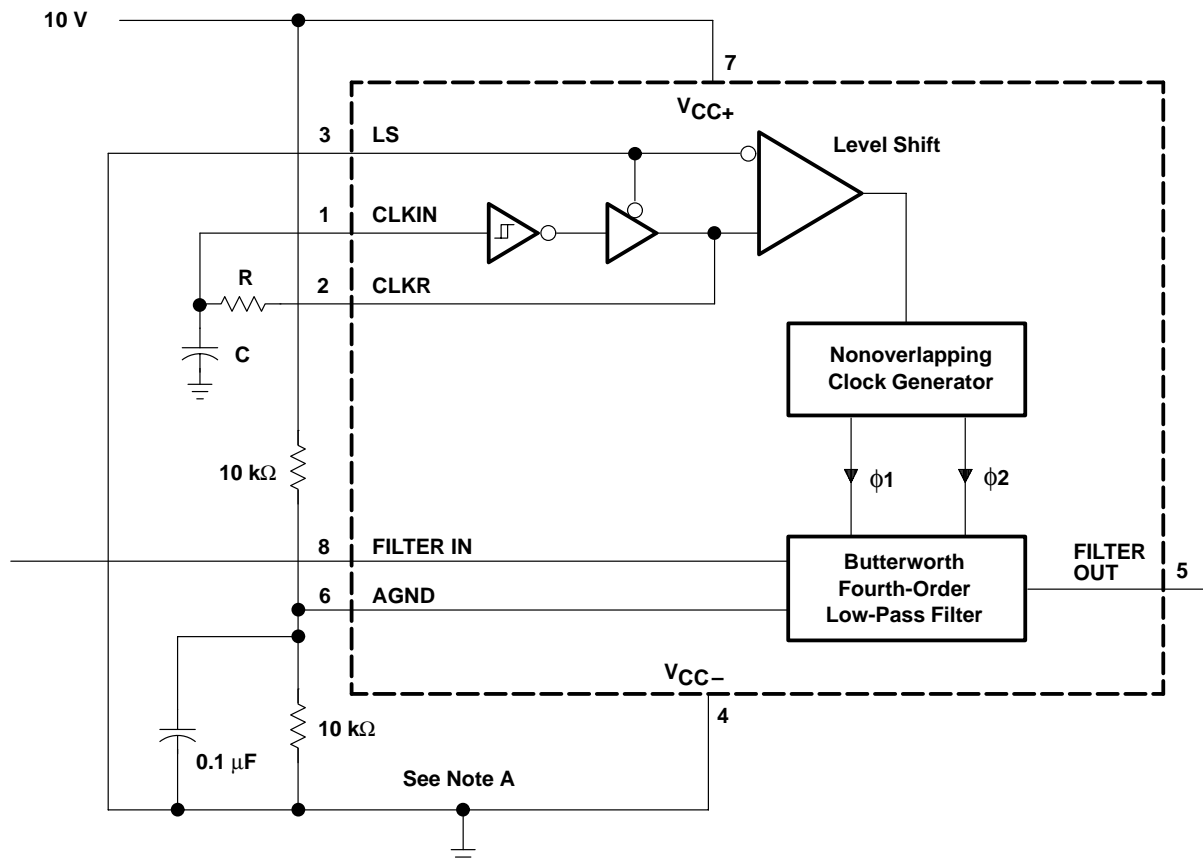 10 V
7
VCC+
3 LS
Level Shift
1 CLKIN
R
2 CLKR
C
Nonoverlapping
Clock Generator
10 kΩ
ϕ1
ϕ2
8 FILTER IN
Butterworth
Fourth-Order
Low-Pass Filter
FILTER
OUT
5
6 AGND
VCC–
4
10 kΩ
0.1 μF
See Note A